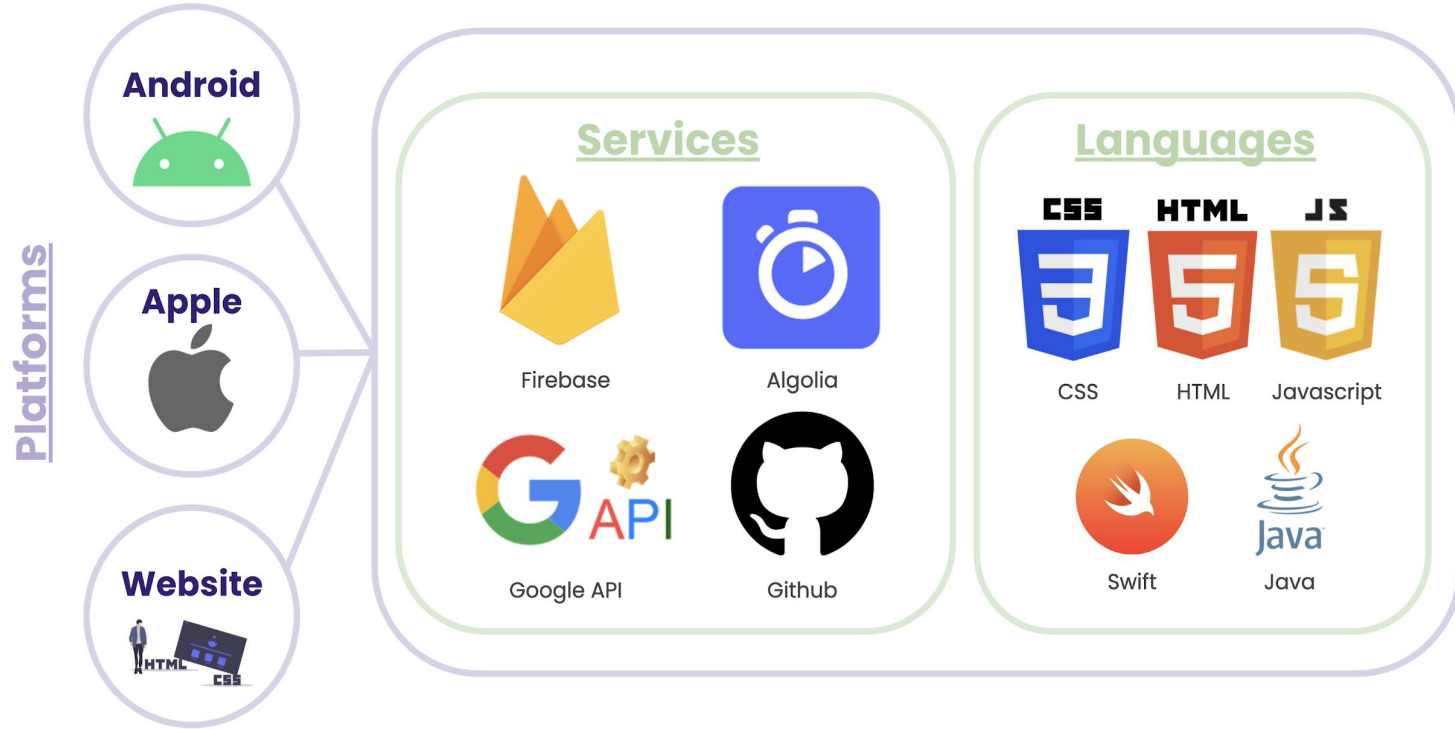 Platforms
Android
Apple
Website
HTML
CSS
Services
Firebase
Algolia
API
Google API
Github
Languages
CSS HTML JS
CSS HTML Javascript
Java
Swift Java